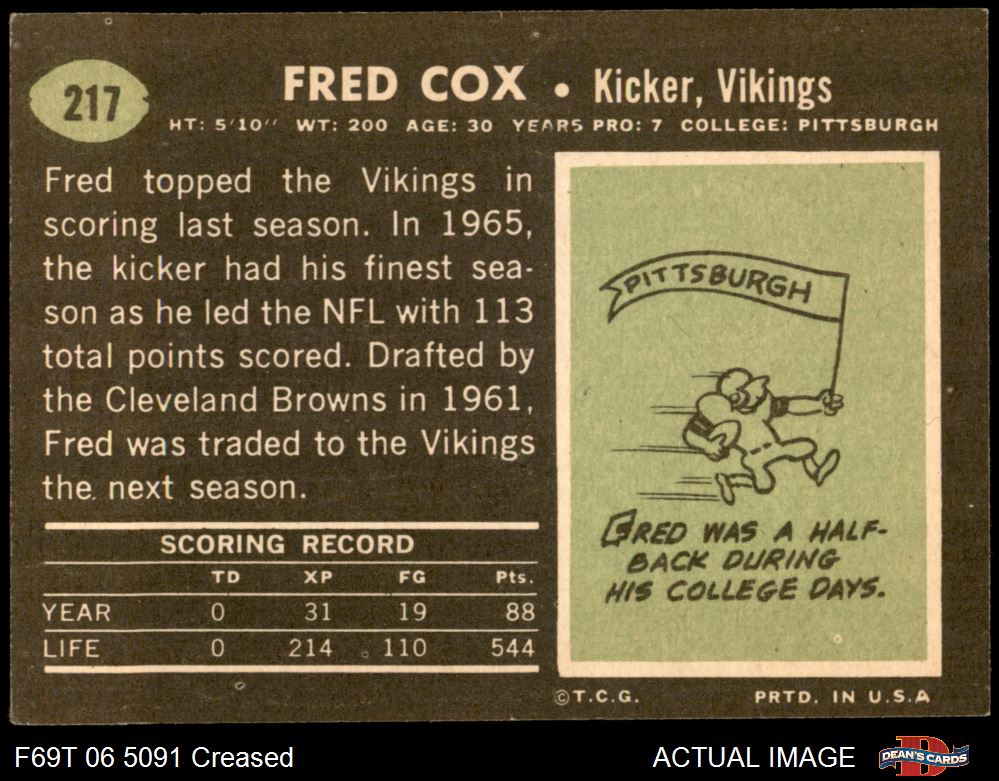 217
FRED COX • Kicker, Vikings
HT: 5'10" WT: 200 AGE: 30 YEARS PRO: 7 COLLEGE: PITTSBURGH
Fred topped the Vikings in
scoring last season. In 1965,
the kicker had his finest sea-
son as he led the NFL with 113
total points scored. Drafted by
the Cleveland Browns in 1961,
Fred was traded to the Vikings
the next season.
SCORING RECORD
TD XP FG Pts.
YEAR 0 31 19 88
LIFE 0 214 110 544
PITTSBURGH
FRED WAS A HALF-
BACK DURING
HIS COLLEGE DAYS.
©T.C.G. PRTD. IN U.S.A
F69T 06 5091 Creased
ACTUAL IMAGE
DEAN'S CARDS